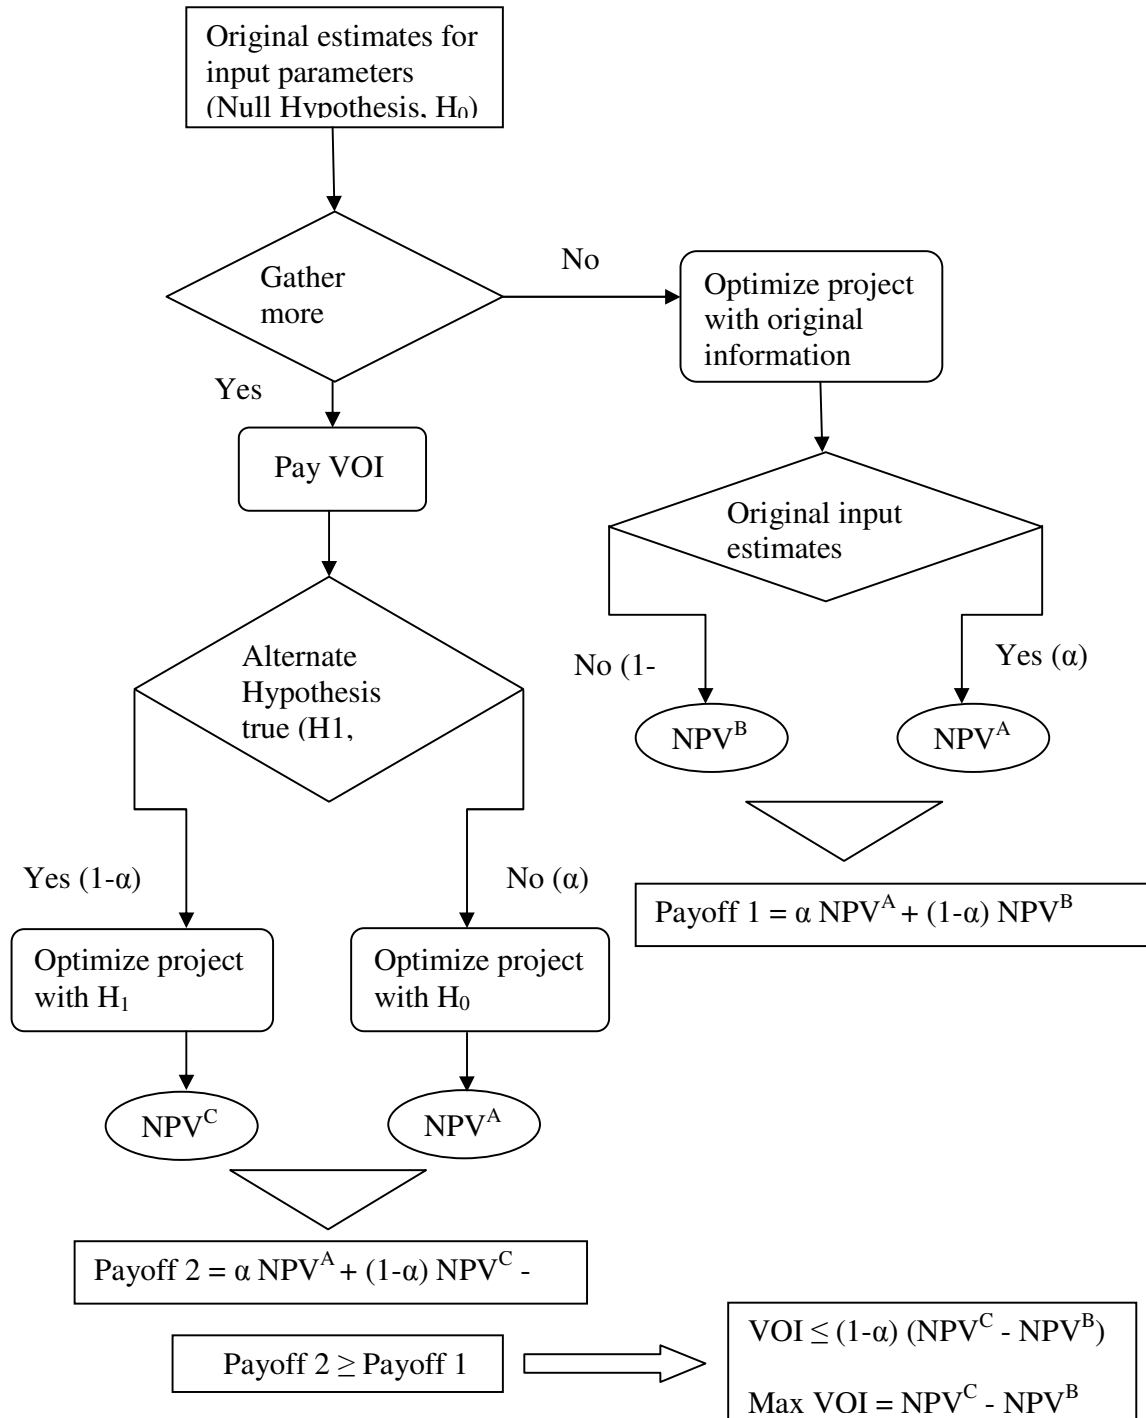 Original estimates for
input parameters
(Null Hypothesis, H₀)
Gather
more
No
Optimize project
with original
information
Yes
Pay VOI
Original input
estimates
Alternate
Hypothesis
true (H1,
No (1-
Yes (α)
NPVᴮ
NPVᴬ
Yes (1-α)
No (α)
Payoff 1 = α NPVᴬ + (1-α) NPVᴮ
Optimize project
with H₁
Optimize project
with H₀
NPVᶜ
NPVᴬ
Payoff 2 = α NPVᴬ + (1-α) NPVᶜ -
Payoff 2 ≥ Payoff 1
VOI ≤ (1-α) (NPVᶜ - NPVᴮ)
Max VOI = NPVᶜ - NPVᴮ